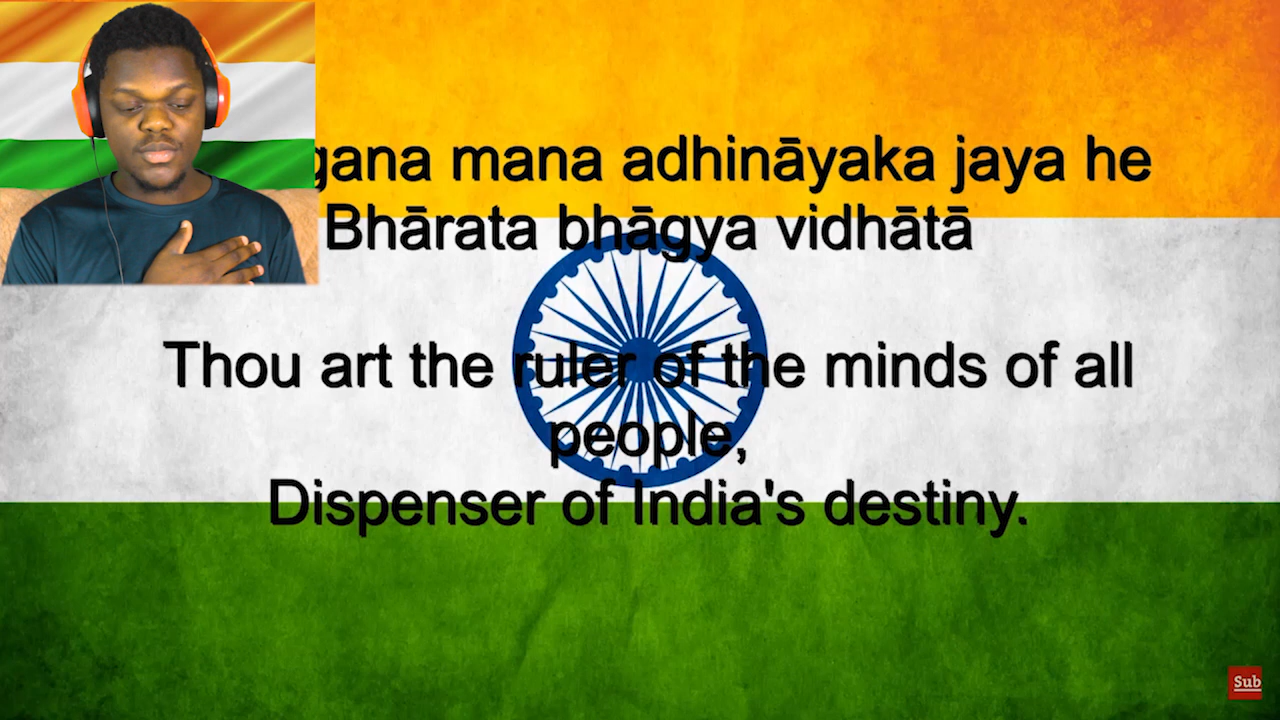 gana mana adhināyaka jaya he
Bhārata bhāgya vidhātā
Thou art the ruler of the minds of all
people,
Dispenser of India's destiny.
Sub